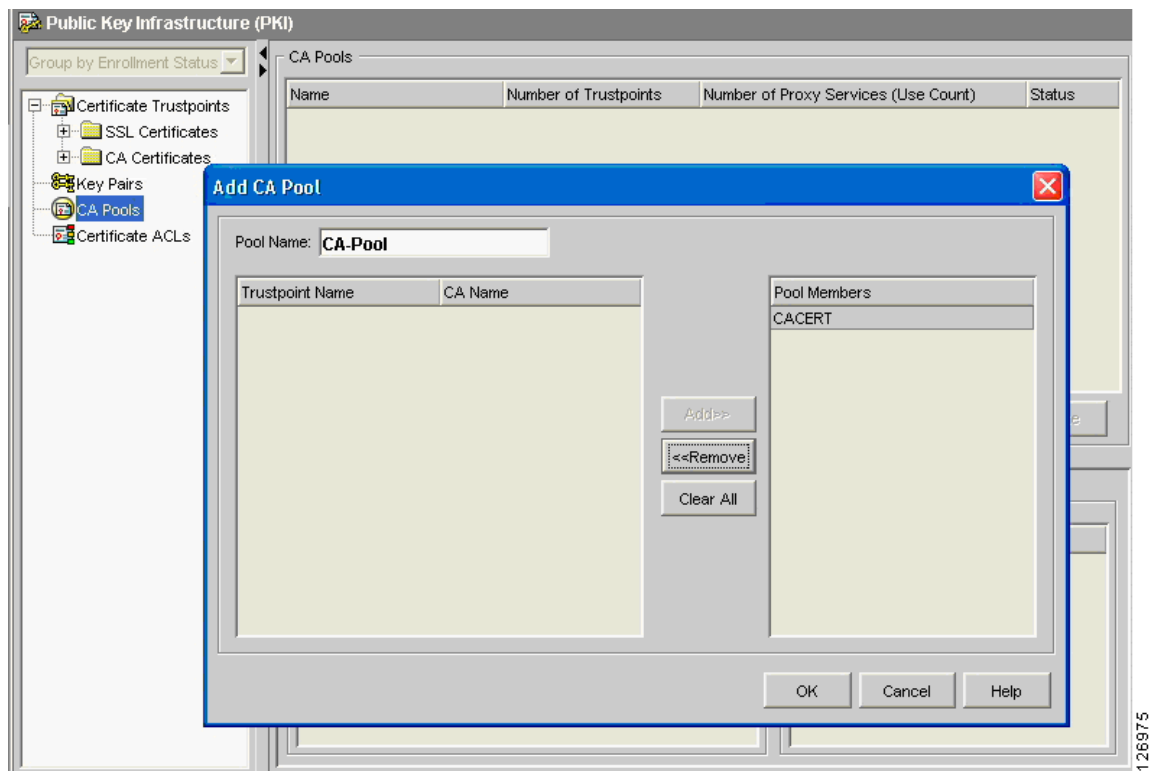 Public Key Infrastructure (PKI)
Group by Enrollment Status
Certificate Trustpoints
SSL Certificates
CA Certificates
Key Pairs
CA Pools
Certificate ACLs
CA Pools
Name Number of Trustpoints Number of Proxy Services (Use Count) Status
Add CA Pool
Pool Name: CA-Pool
Trustpoint Name CA Name
Pool Members
CACERT
Add>>
<<Remove
Clear All
OK Cancel Help
126975